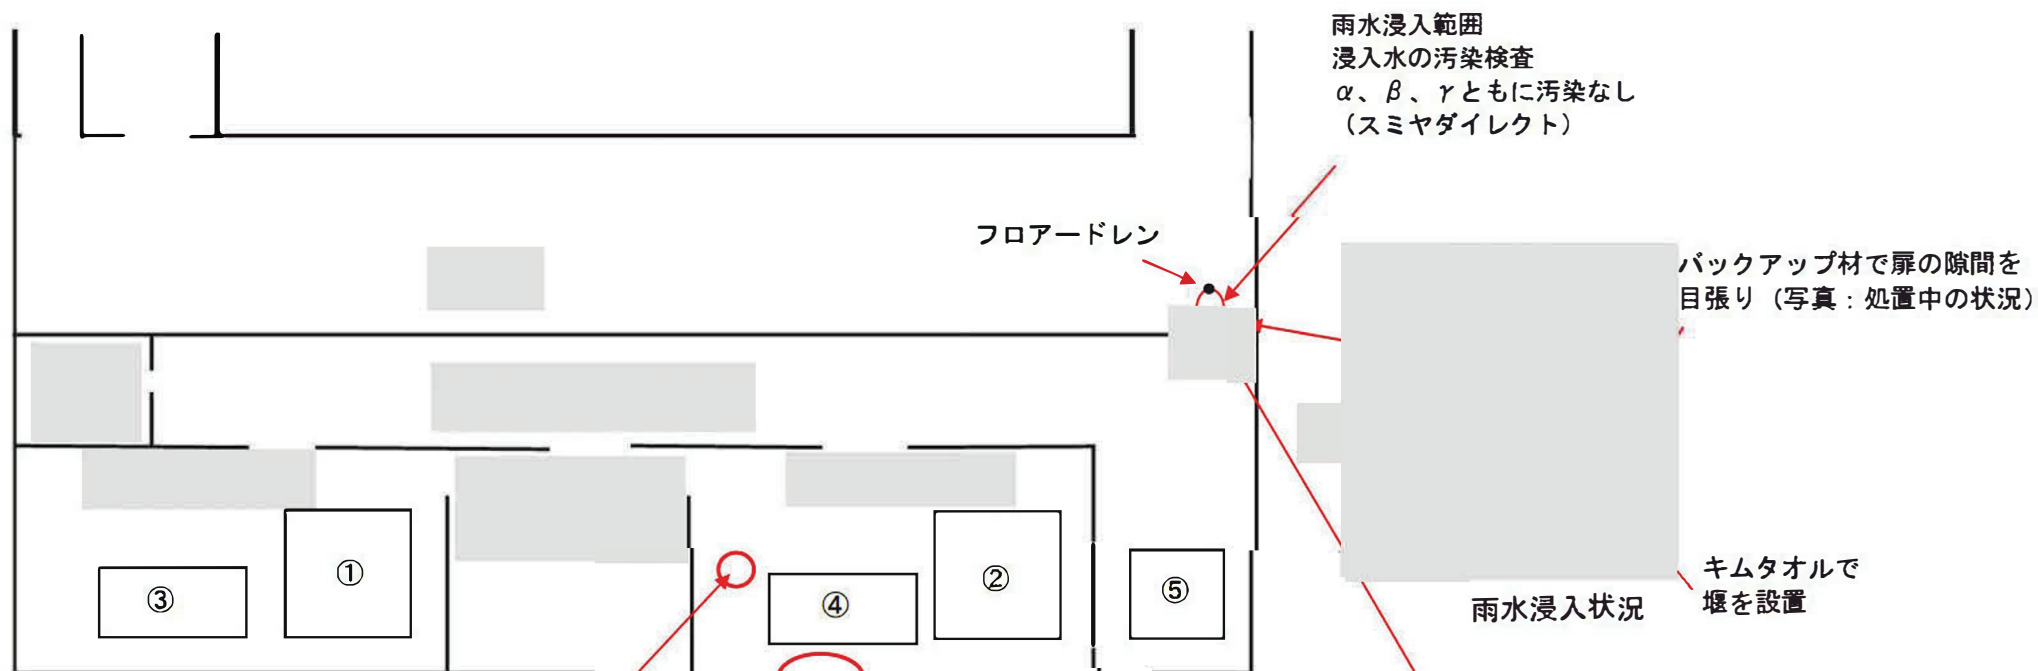 雨水浸入範囲
浸入水の汚染検査
α、β、γともに汚染なし
（スミヤダイレクト）
フロアードレン
バックアップ材で扉の隙間を
目張り（写真：処置中の状況）
①
②
③
④
⑤
キムタオルで
堰を設置
雨水浸入状況